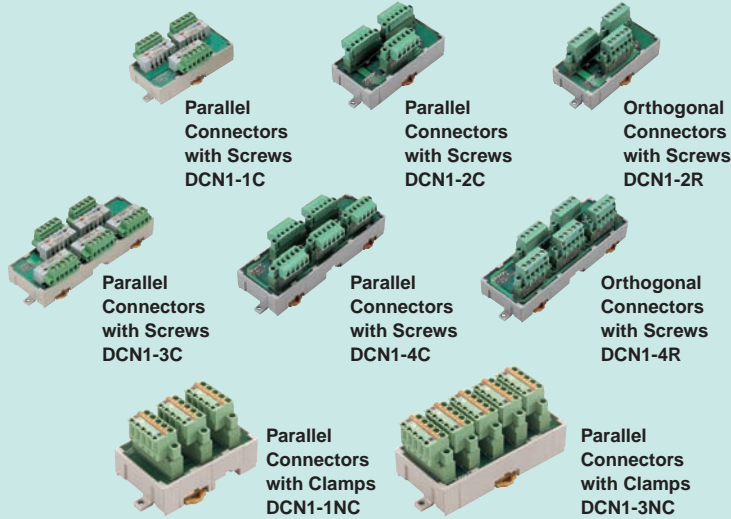 Parallel
Connectors
with Screws
DCN1-1C
Parallel
Connectors
with Screws
DCN1-2C
Orthogonal
Connectors
with Screws
DCN1-2R
Parallel
Connectors
with Screws
DCN1-3C
Parallel
Connectors
with Screws
DCN1-4C
Orthogonal
Connectors
with Screws
DCN1-4R
Parallel
Connectors
with Clamps
DCN1-1NC
Parallel
Connectors
with Clamps
DCN1-3NC